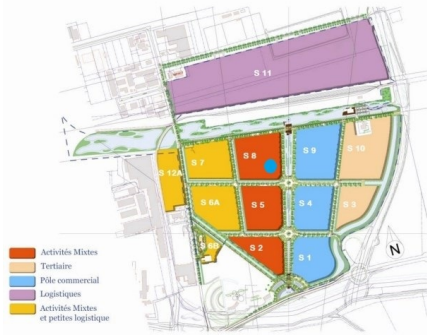 S 11
S 7
S 8
S 9
S 10
S 12A
S 6A
S 5
S 4
S 3
S 6B
S 2
S 1
N
Activités Mixtes
Tertiaire
Pôle commercial
Logistiques
Activités Mixtes
et petites logistique